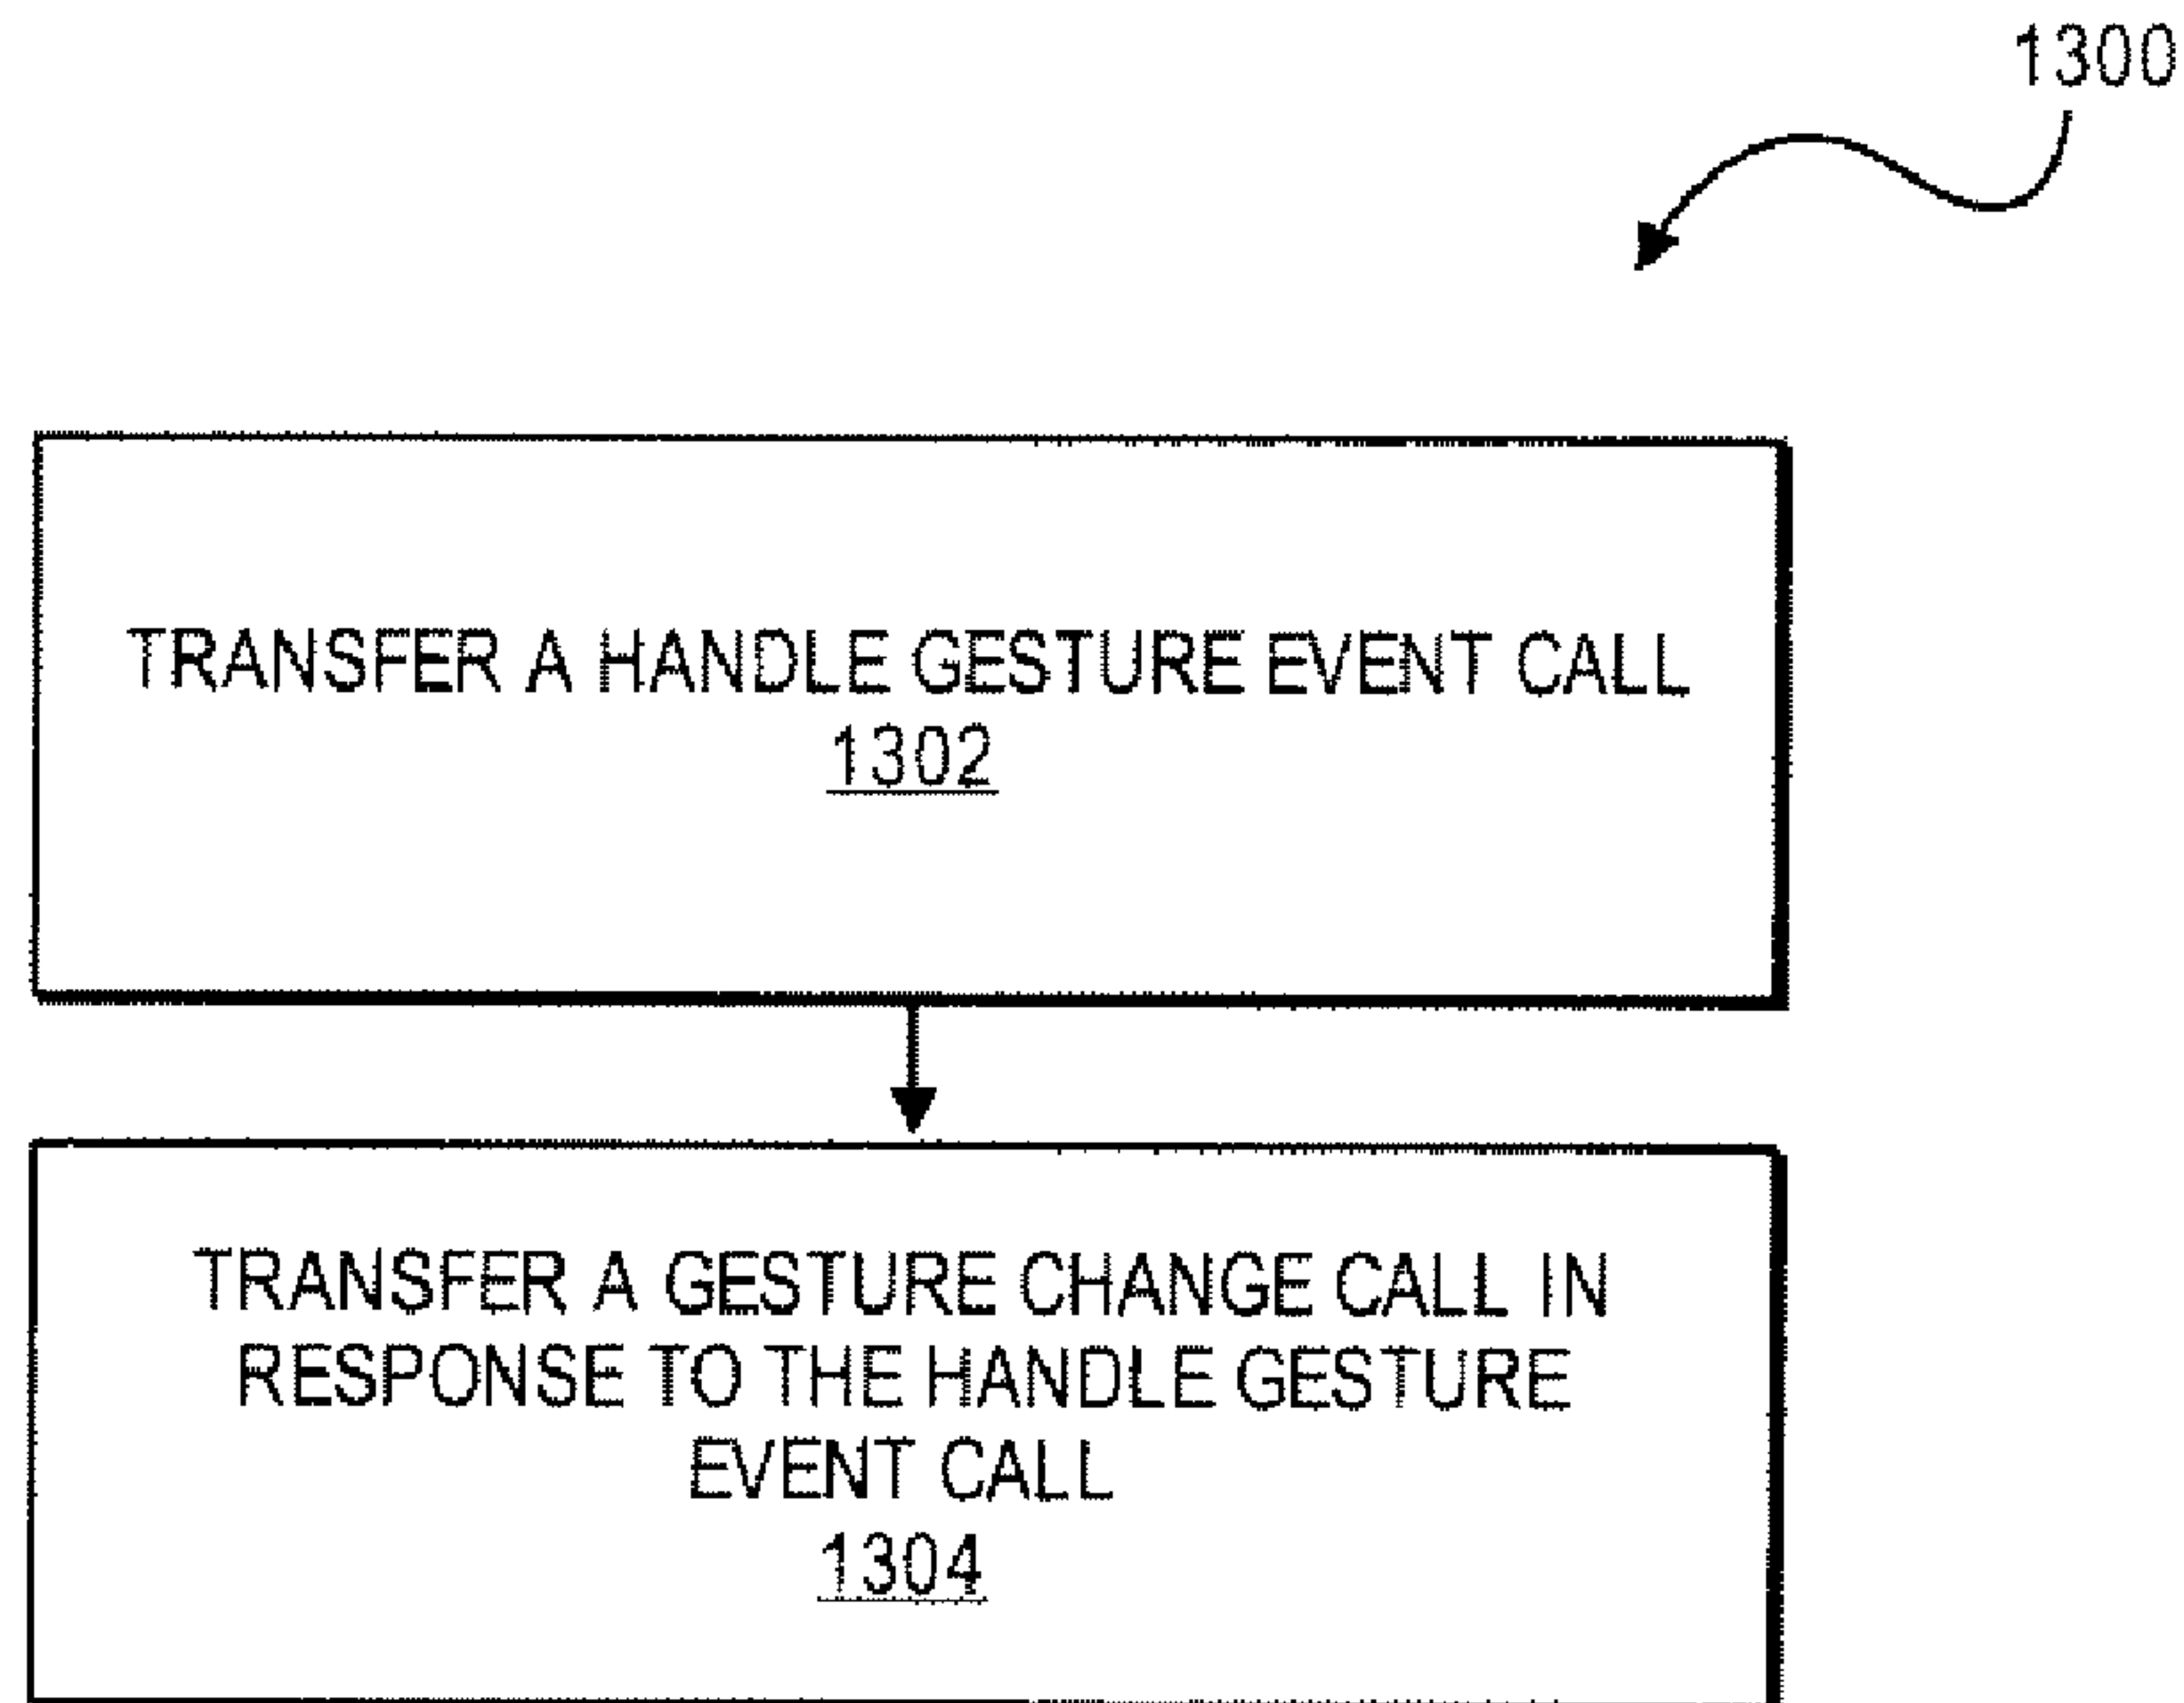 1300
TRANSFER A HANDLE GESTURE EVENT CALL
1302
TRANSFER A GESTURE CHANGE CALL IN
RESPONSE TO THE HANDLE GESTURE
EVENT CALL
1304